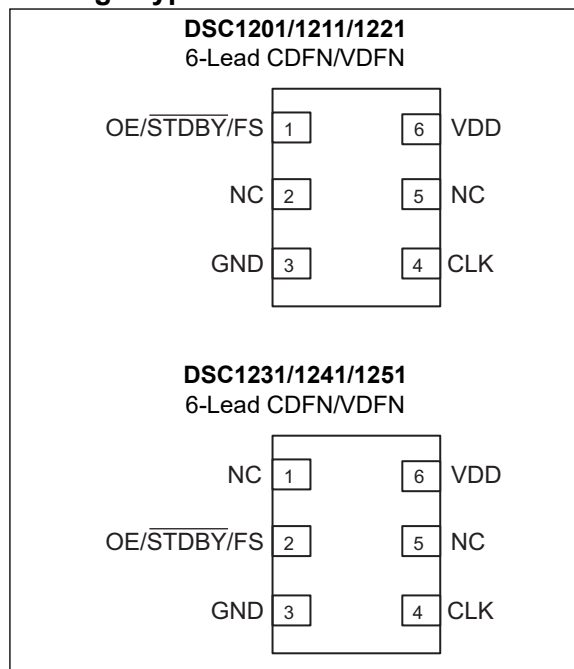 DSC1201/1211/1221
6-Lead CDFN/VDFN
OE/STDBY/FS 1 6 VDD
NC 2 5 NC
GND 3 4 CLK
DSC1231/1241/1251
6-Lead CDFN/VDFN
NC 1 6 VDD
OE/STDBY/FS 2 5 NC
GND 3 4 CLK